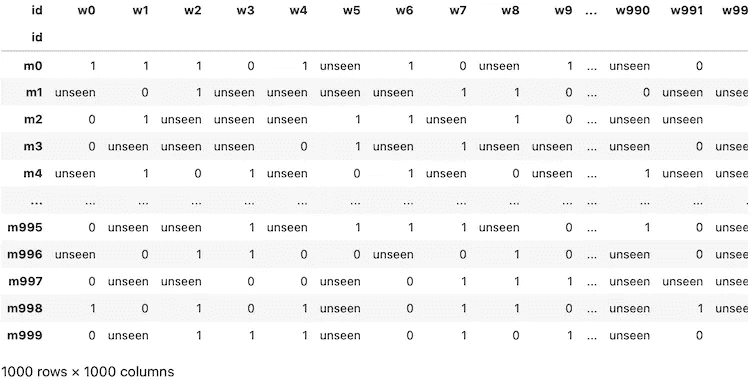 id w0 w1 w2 w3 w4 w5 w6 w7 w8 w9 ... w990 w991 w99
id
m0 1 1 1 0 1 unseen 1 0 unseen 1 ... unseen 0
m1 unseen 0 1 unseen unseen unseen unseen 1 1 0 ... 0 unseen unsee
m2 0 1 unseen unseen unseen 1 1 unseen 1 0 ... unseen unseen
m3 0 unseen unseen unseen 0 1 unseen 1 unseen unseen ... unseen 0 unsee
m4 unseen 1 0 1 unseen 0 1 unseen 0 unseen ... 1 unseen unsee
... ... ... ... ... ... ... ... ... ... ... ... ... ... .
m995 0 unseen unseen 1 unseen 1 1 1 unseen 0 ... 1 0 unsee
m996 unseen 0 1 1 0 0 unseen 0 1 0 ... unseen 0 unsee
m997 0 unseen unseen 0 0 unseen 0 1 1 1 ... unseen unseen unsee
m998 1 0 1 0 1 unseen 0 1 1 0 ... unseen 1 unsee
m999 0 unseen 1 1 1 unseen 0 1 0 1 ... unseen 0
1000 rows × 1000 columns